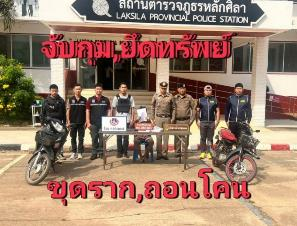 สถานีตำรวจภูธรหลักศิลา
LAKSILA PROVINCIAL POLICE STATION
จับกุม,ยึดทรัพย์
ขุดราก,ถอนโคน